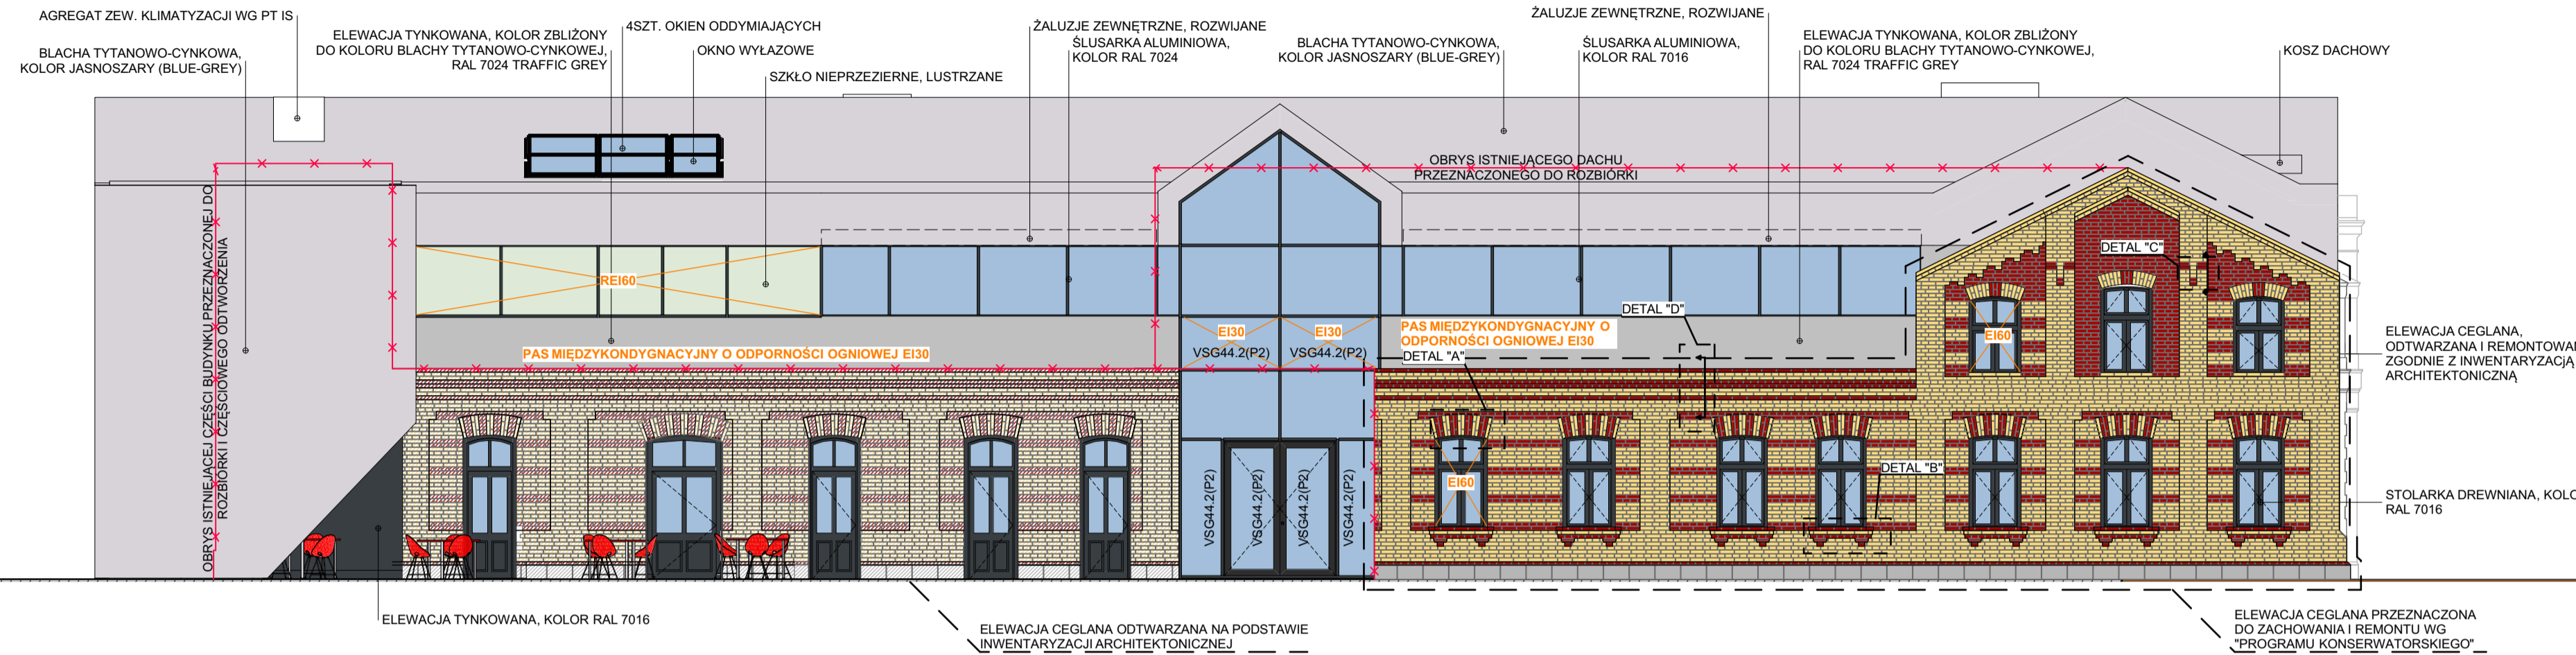 AGREGAT ZEW. KLIMATYZACJI WG PT IS
BLACHA TYTANOWO-CYNKOWA,
KOLOR JASNOSZARY (BLUE-GREY)
ELEWACJA TYNKOWANA, KOLOR ZBLIŻONY
DO KOLORU BLACHY TYTANOWO-CYNKOWEJ,
RAL 7024 TRAFFIC GREY
4SZT. OKIEN ODDYMIAJĄCYCH
OKNO WYŁAZOWE
SZKŁO NIEPRZEZIERNE, LUSTRZANE
ŻALUZJE ZEWNĘTRZNE, ROZWIJANE
ŚLUSARKA ALUMINIOWA,
KOLOR RAL 7024
BLACHA TYTANOWO-CYNKOWA,
KOLOR JASNOSZARY (BLUE-GREY)
ŻALUZJE ZEWNĘTRZNE, ROZWIJANE
ŚLUSARKA ALUMINIOWA,
KOLOR RAL 7016
ELEWACJA TYNKOWANA, KOLOR ZBLIŻONY
DO KOLORU BLACHY TYTANOWO-CYNKOWEJ,
RAL 7024 TRAFFIC GREY
KOSZ DACHOWY
OBRYS ISTNIEJĄCEGO DACHU
PRZEZNACZONEGO DO ROZBIÓRKI
OBRYS ISTNIEJĄCEJ CZĘŚCI BUDYNKU PRZEZNACZONEJ DO
ROZBIÓRKI I CZĘŚCIOWEGO ODTWORZENIA
REI60
PAS MIĘDZYKONDYGNACYJNY O ODPORNOŚCI OGNIOWEJ EI30
EI30
EI30
VSG44.2(P2)
VSG44.2(P2)
PAS MIĘDZYKONDYGNACYJNY O
ODPORNOŚCI OGNIOWEJ EI30
DETAL "A"
DETAL "D"
DETAL "C"
EI60
EI60
DETAL "B"
VSG44.2(P2)
VSG44.2(P2)
VSG44.2(P2)
VSG44.2(P2)
ELEWACJA CEGLANA,
ODTWARZANA I REMONTOWAN
ZGODNIE Z INWENTARYZACjĄ
ARCHITEKTONICZNĄ
STOLARKA DREWNIANA, KOLO
RAL 7016
ELEWACJA TYNKOWANA, KOLOR RAL 7016
ELEWACJA CEGLANA ODTWARZANA NA PODSTAWIE
INWENTARYZACJI ARCHITEKTONICZNEJ
ELEWACJA CEGLANA PRZEZNACZONA
DO ZACHOWANIA I REMONTU WG
"PROGRAMU KONSERWATORSKIEGO"